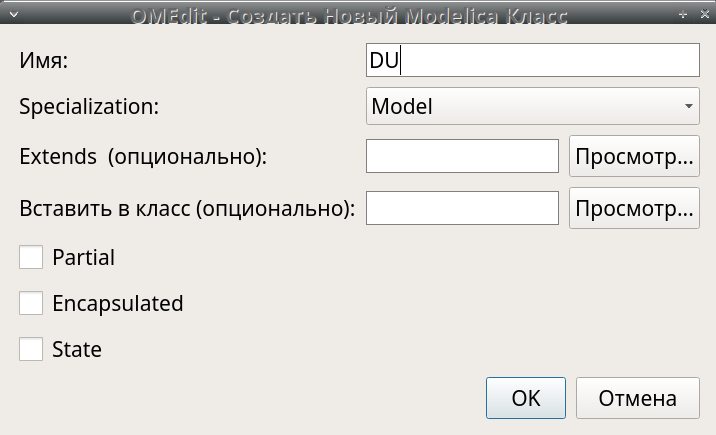 OMEdit - Создать Новый Modelica Класс
Имя: DU
Specialization: Model
Extends (опционально): Просмотр...
Вставить в класс (опционально): Просмотр...
Partial
Encapsulated
State
OK Отмена